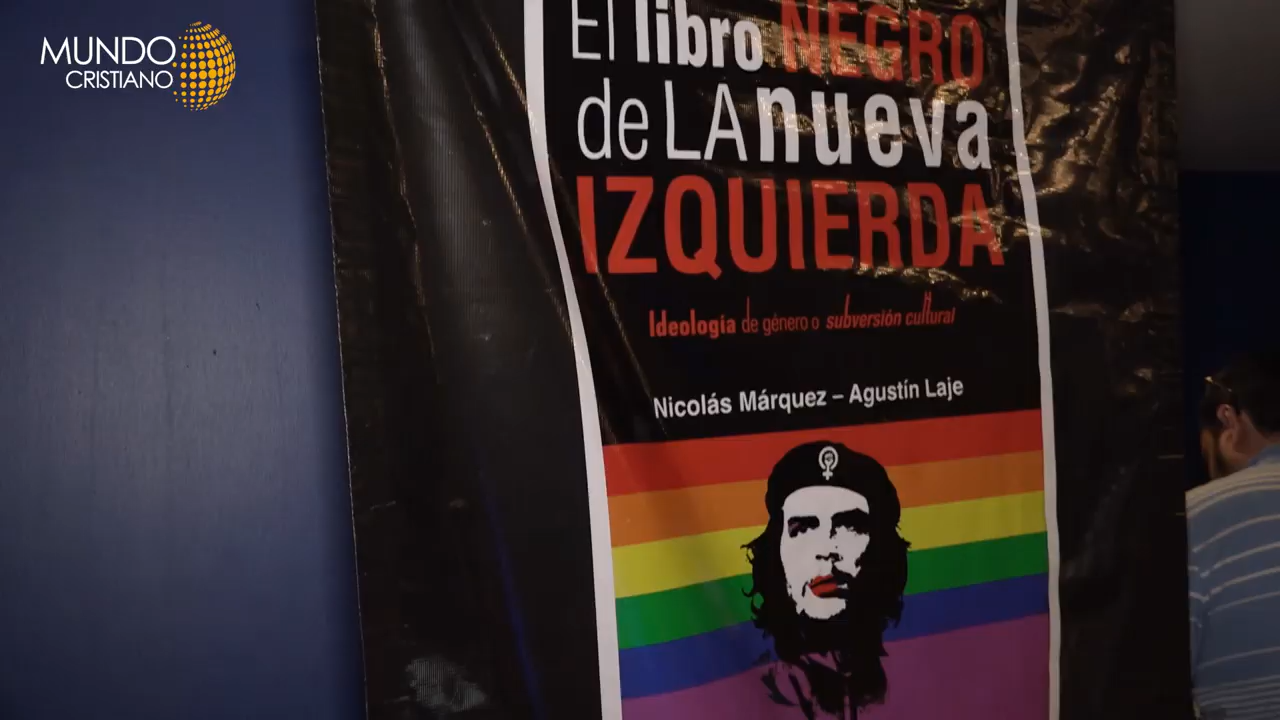 MUNDO
CRISTIANO
El libro NEGRO
de LA nueva
IZQUIERDA
Ideología de género o subversión cultural
Nicolás Márquez – Agustín Laje